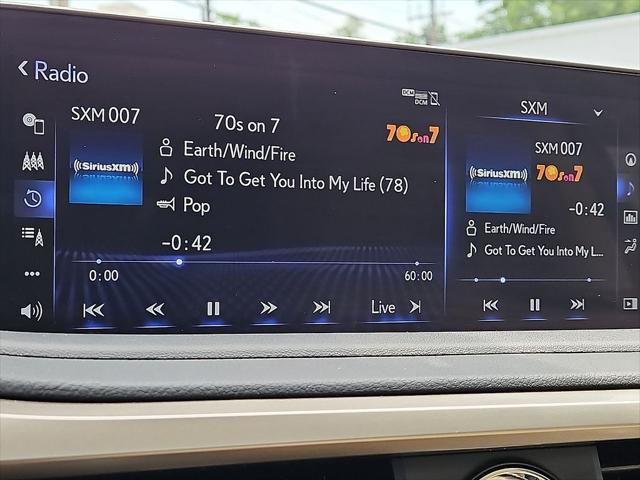 Radio
SXM 007
70s on 7
70s on 7
DCM
DCM
((SiriusXM))
Earth/Wind/Fire
Got To Get You Into My Life (78)
Pop
-0:42
0:00
60:00
Live
SXM
SXM 007
((SiriusXM))
70s on 7
-0:42
Earth/Wind/Fire
Got To Get You Into My L...